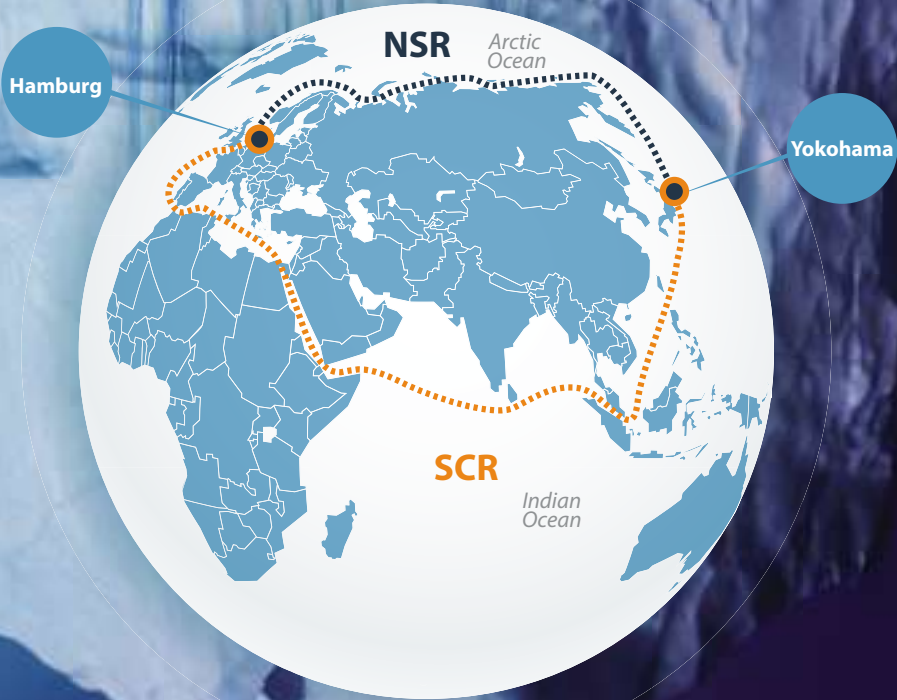 NSR
Arctic
Ocean
Hamburg
Yokohama
SCR
Indian
Ocean